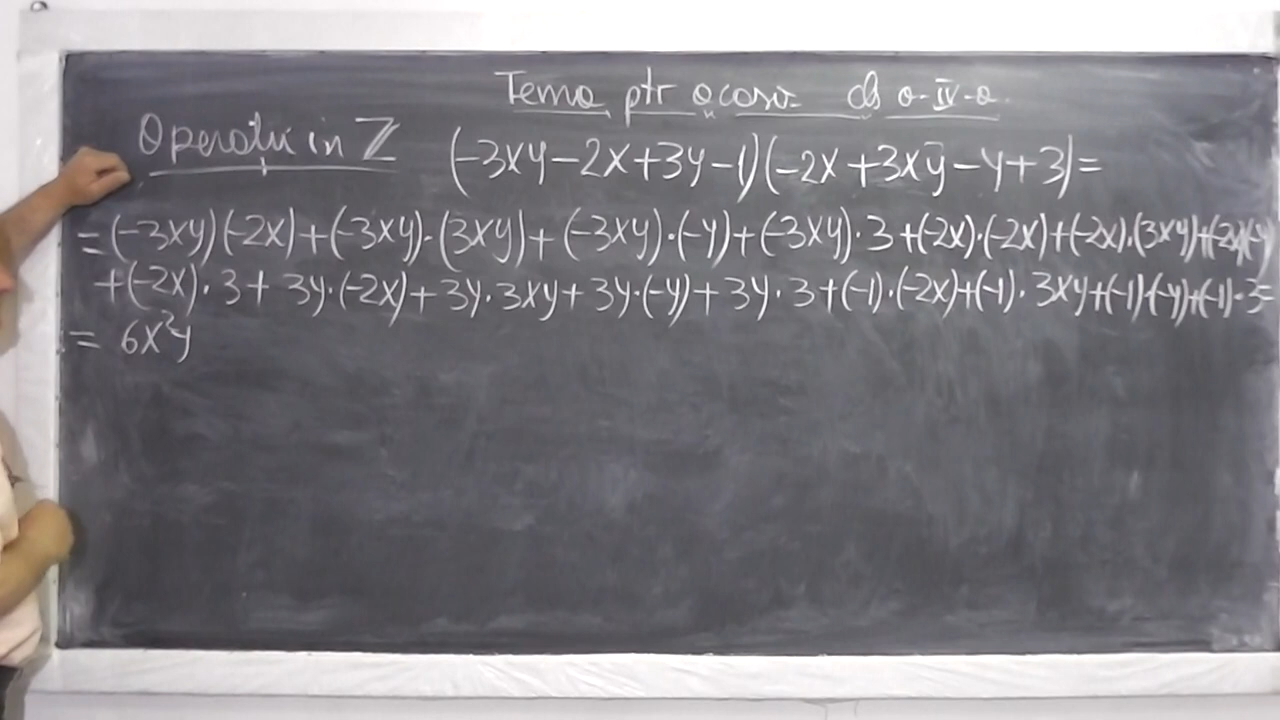 Tema ptr acasă cls a-IV-a
Operații in Z (-3xy-2x+3y-1)(-2x+3xy-y+3)=
=(-3xy)(-2x)+(-3xy)·(3xy)+(-3xy)·(-y)+(-3xy)·3+(-2x)·(-2x)+(-2x)·(3xy)+(-2x)(-y)
+(-2x)·3+3y·(-2x)+3y·3xy+3y·(-y)+3y·3+(-1)·(-2x)+(-1)·3xy+(-1)·(-y)+(-1)·3=
= 6x²y